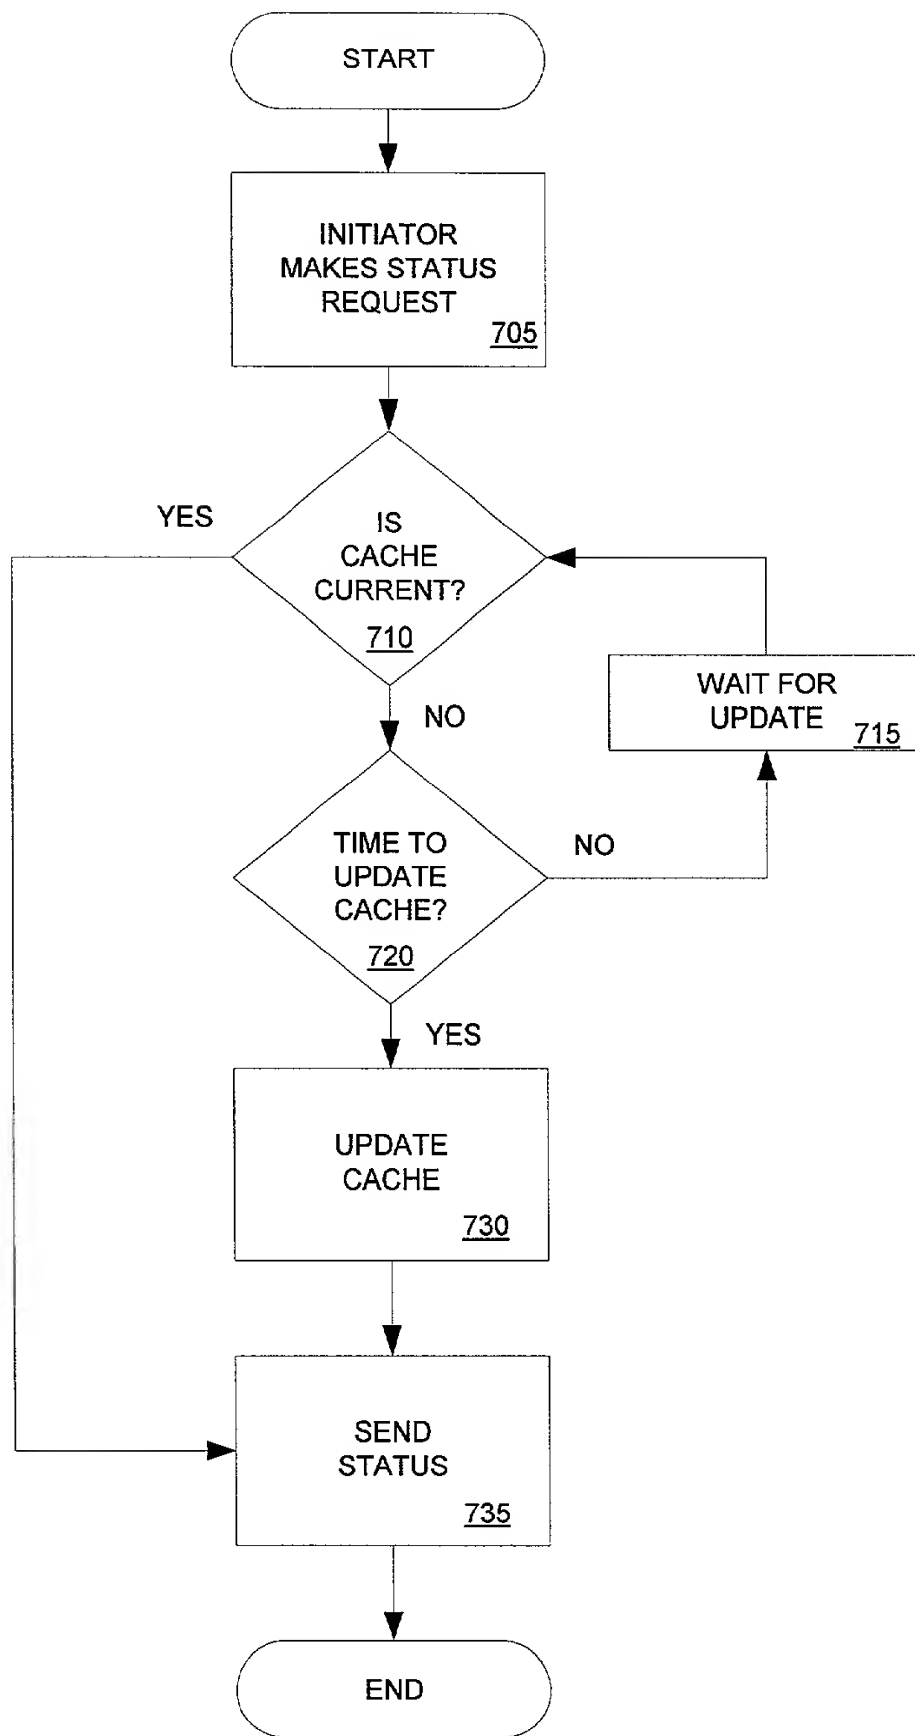 START
INITIATOR
MAKES STATUS
REQUEST
705
YES
IS
CACHE
CURRENT?
710
NO
WAIT FOR
UPDATE
715
TIME TO
UPDATE
CACHE?
720
NO
YES
UPDATE
CACHE
730
SEND
STATUS
735
END